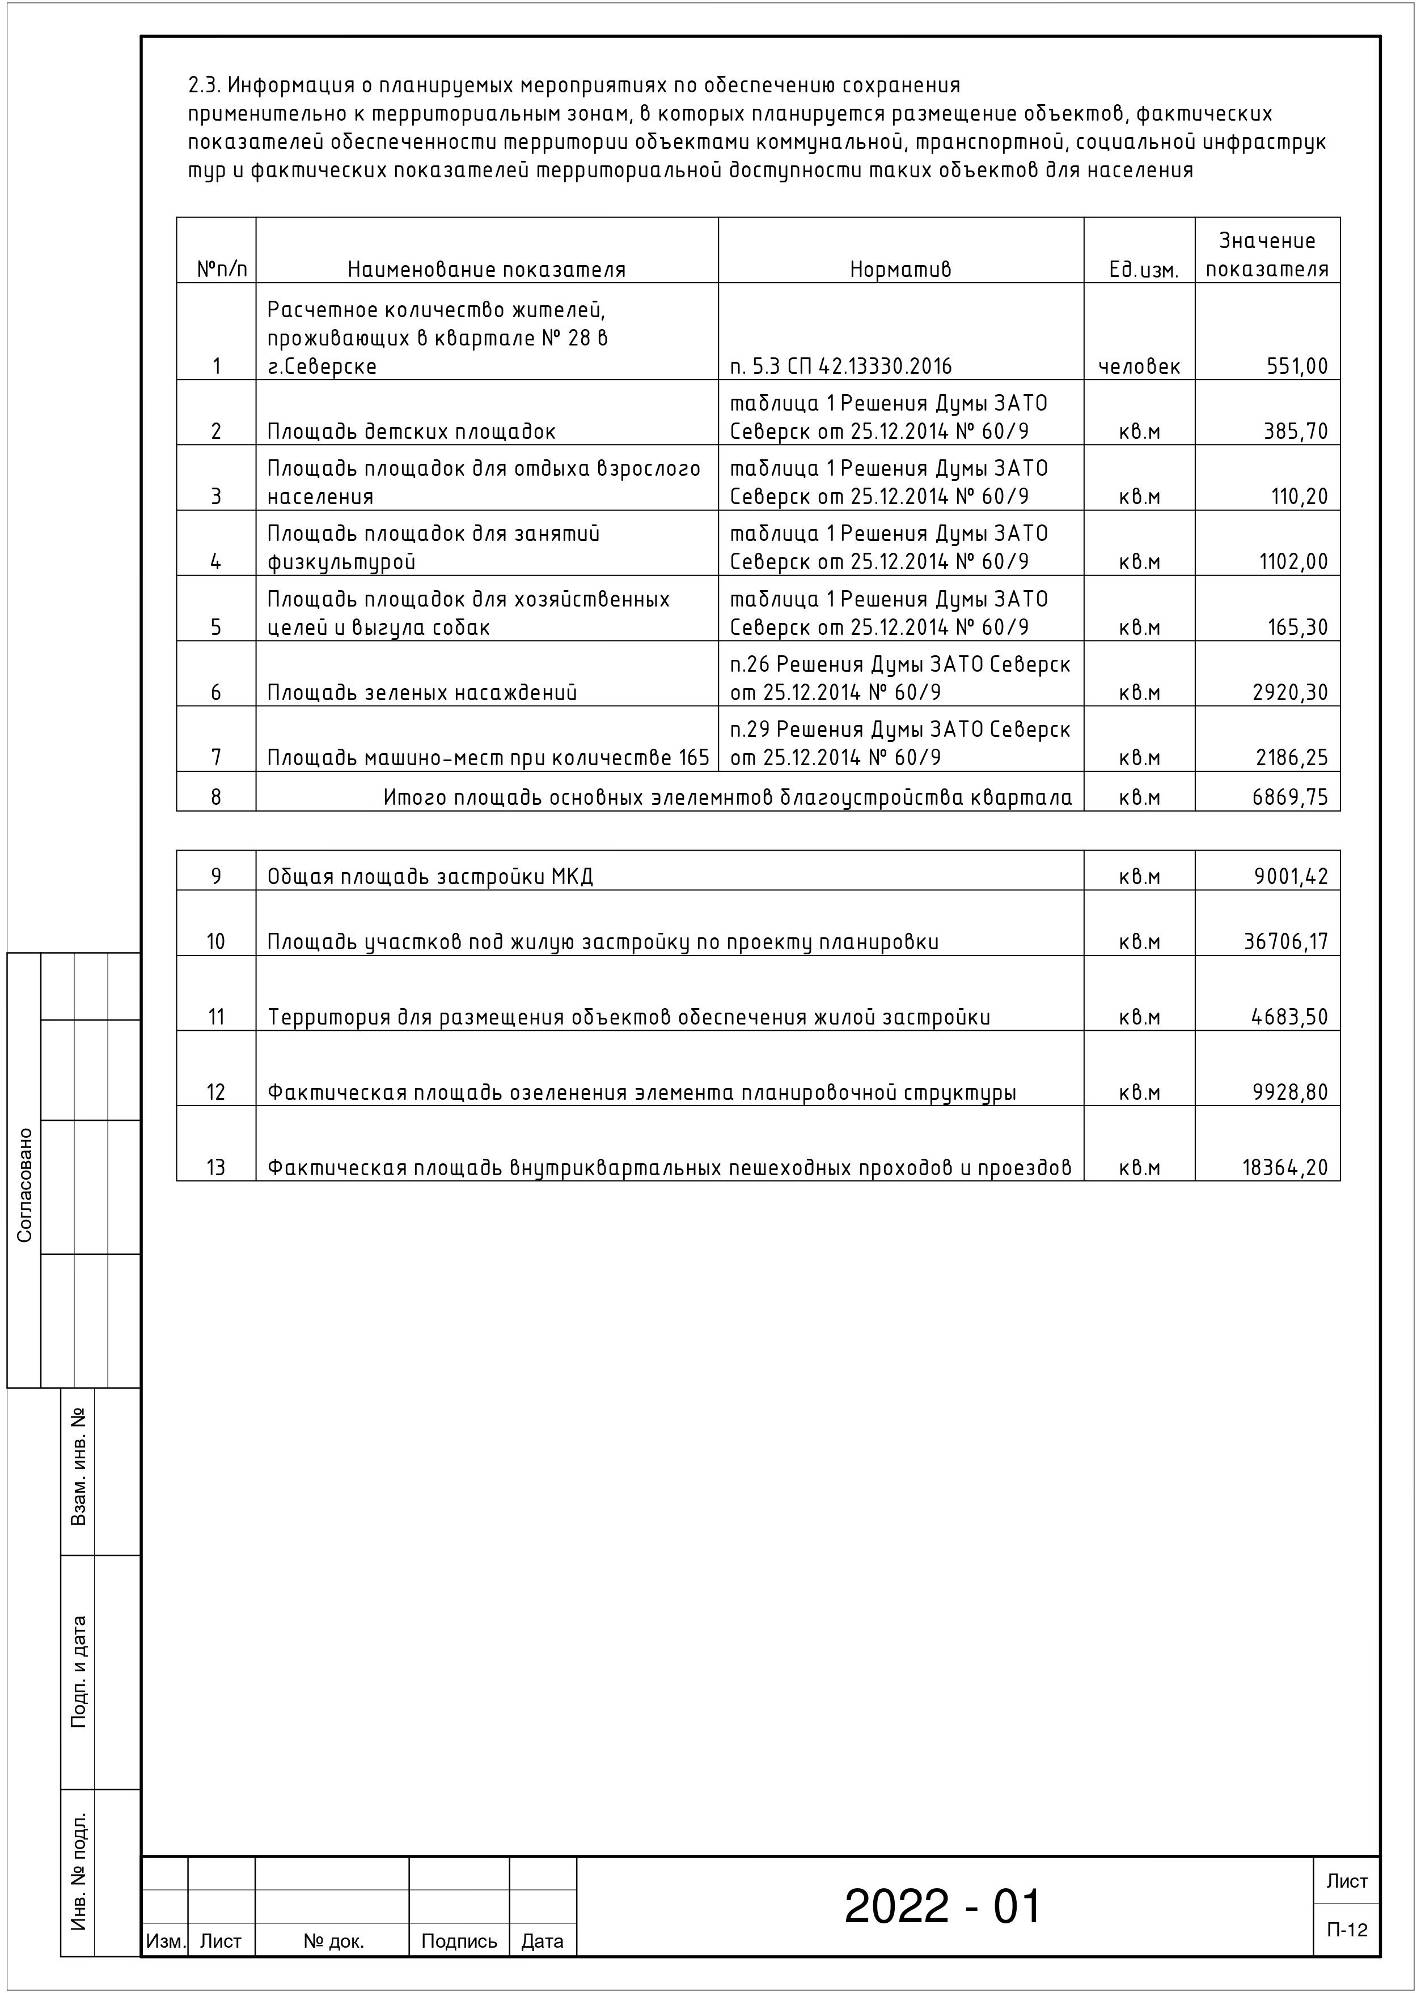 2.3. Информация о планируемых мероприятиях по обеспечению сохранения
применительно к территориальным зонам, в которых планируется размещение объектов, фактических
показателей обеспеченности территории объектами коммунальной, транспортной, социальной инфраструк
тур и фактических показателей территориальной доступности таких объектов для населения
№п/п Наименование показателя Норматив Ед.изм. Значение
показателя
Расчетное количество жителей,
проживающих в квартале № 28 в
1 г.Северске п. 5.3 СП 42.13330.2016 человек 551,00
таблица 1 Решения Думы ЗАТО
2 Площадь детских площадок Северск от 25.12.2014 № 60/9 кв.м 385,70
Площадь площадок для отдыха взрослого таблица 1 Решения Думы ЗАТО
3 населения Северск от 25.12.2014 № 60/9 кв.м 110,20
Площадь площадок для занятий таблица 1 Решения Думы ЗАТО
4 физкультурой Северск от 25.12.2014 № 60/9 кв.м 1102,00
Площадь площадок для хозяйственных таблица 1 Решения Думы ЗАТО
5 целей и выгула собак Северск от 25.12.2014 № 60/9 кв.м 165,30
п.26 Решения Думы ЗАТО Северск
6 Площадь зеленых насаждений от 25.12.2014 № 60/9 кв.м 2920,30
п.29 Решения Думы ЗАТО Северск
7 Площадь машино-мест при количестве 165 от 25.12.2014 № 60/9 кв.м 2186,25
8 Итого площадь основных элелемнтов благоустройства квартала кв.м 6869,75
9 Общая площадь застройки МКД кв.м 9001,42
10 Площадь участков под жилую застройку по проекту планировки кв.м 36706,17
11 Территория для размещения объектов обеспечения жилой застройки кв.м 4683,50
12 Фактическая площадь озеленения элемента планировочной структуры кв.м 9928,80
13 Фактическая площадь внутриквартальных пешеходных проходов и проездов кв.м 18364,20
Согласовано
Взам. инв. №
Подп. и дата
Инв. № подл.
Изм. Лист № док. Подпись Дата
2022 - 01
Лист
П-12